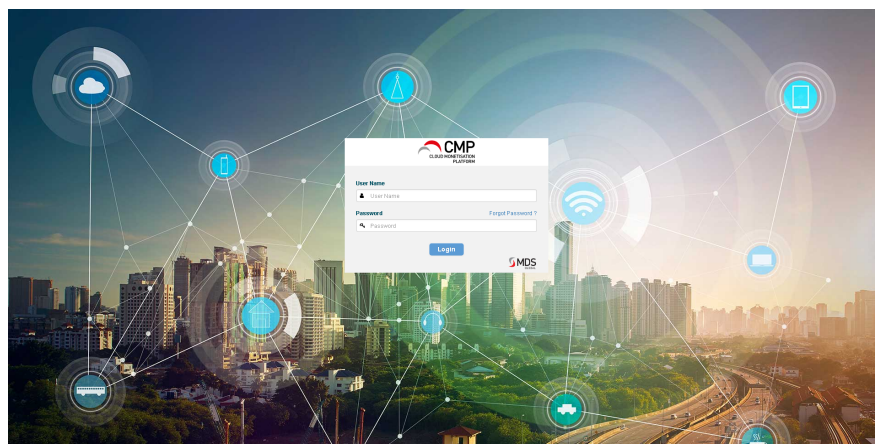 CMP
CLOUD MONETISATION
PLATFORM
User Name
User Name
Password
Forgot Password ?
Password
Login
MDS